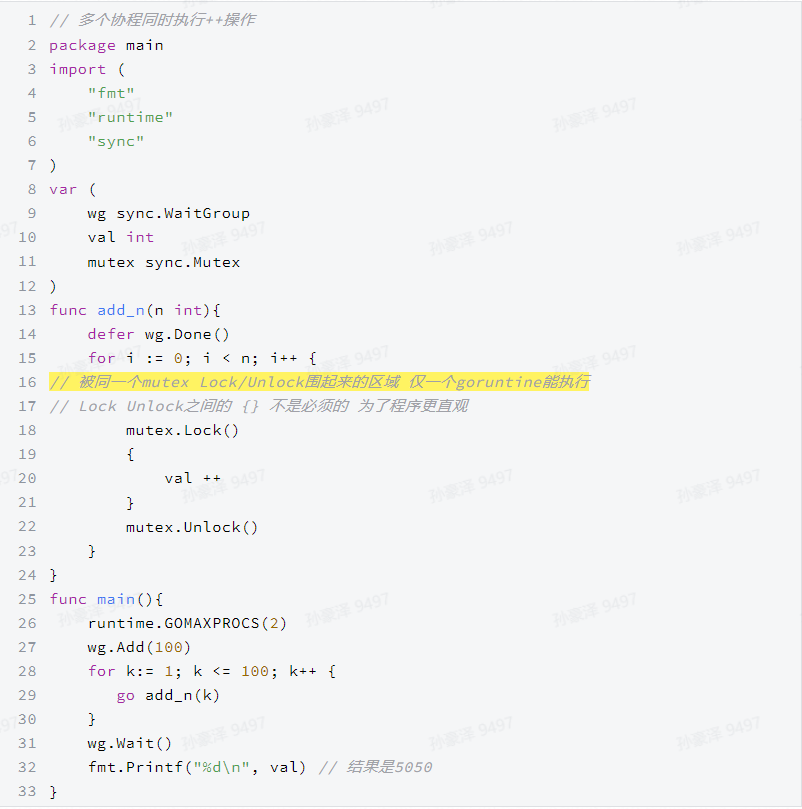 1 // 多个协程同时执行++操作
2 package main
3 import (
4     "fmt"
5     "runtime"
6     "sync"
7 )
8 var (
9     wg sync.WaitGroup
10     val int
11     mutex sync.Mutex
12 )
13 func add_n(n int){
14     defer wg.Done()
15     for i := 0; i < n; i++ {
16 // 被同一个mutex Lock/Unlock围起来的区域 仅一个goruntine能执行
17 // Lock Unlock之间的 {} 不是必须的 为了程序更直观
18         mutex.Lock()
19         {
20             val ++
21         }
22         mutex.Unlock()
23     }
24 }
25 func main(){
26     runtime.GOMAXPROCS(2)
27     wg.Add(100)
28     for k:= 1; k <= 100; k++ {
29        go add_n(k)
30     }
31     wg.Wait()
32     fmt.Printf("%d\n", val) // 结果是5050
33 }
孙豪泽 9497